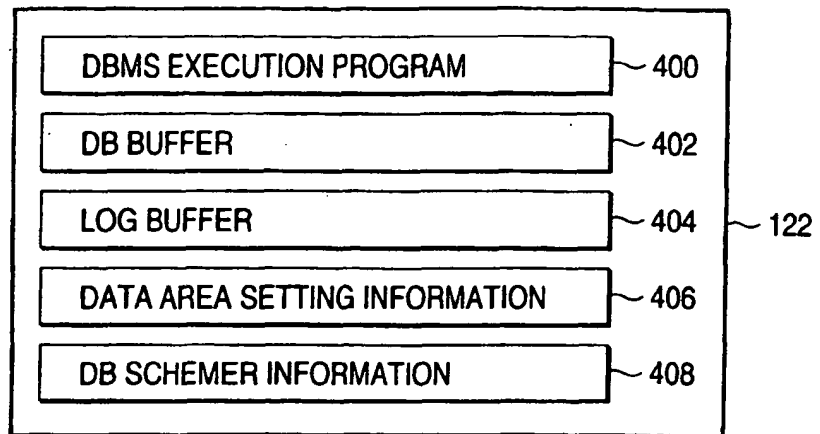 DBMS EXECUTION PROGRAM 400
DB BUFFER 402
LOG BUFFER 404
122
DATA AREA SETTING INFORMATION 406
DB SCHEMER INFORMATION 408